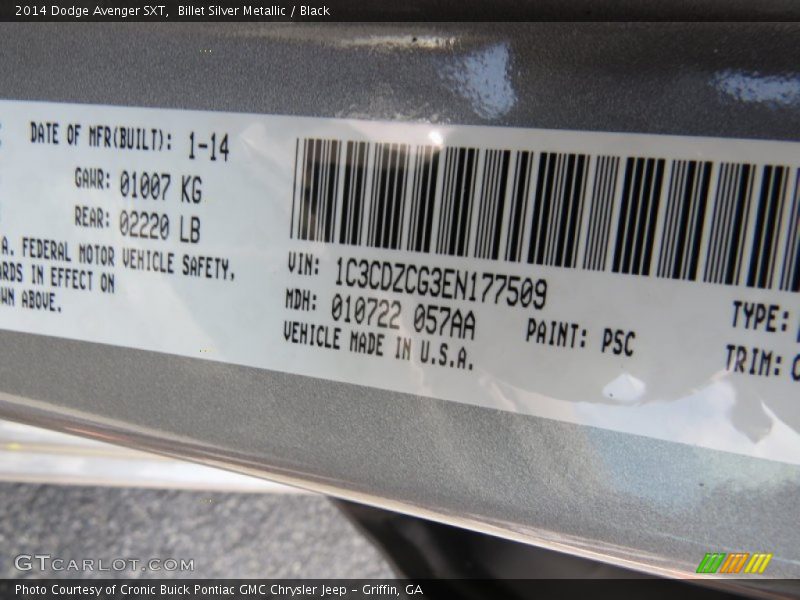 2014 Dodge Avenger SXT, Billet Silver Metallic / Black
DATE OF MFR(BUILT): 1-14
GAWR: 01007 KG
REAR: 02220 LB
A. FEDERAL MOTOR VEHICLE SAFETY,
ARDS IN EFFECT ON
WN ABOVE.
VIN: 1C3CDZCG3EN177509
MDH: 010722 057AA
PAINT: PSC
VEHICLE MADE IN U.S.A.
TYPE:
TRIM:
GTCARLOT.COM
Photo Courtesy of Cronic Buick Pontiac GMC Chrysler Jeep - Griffin, GA